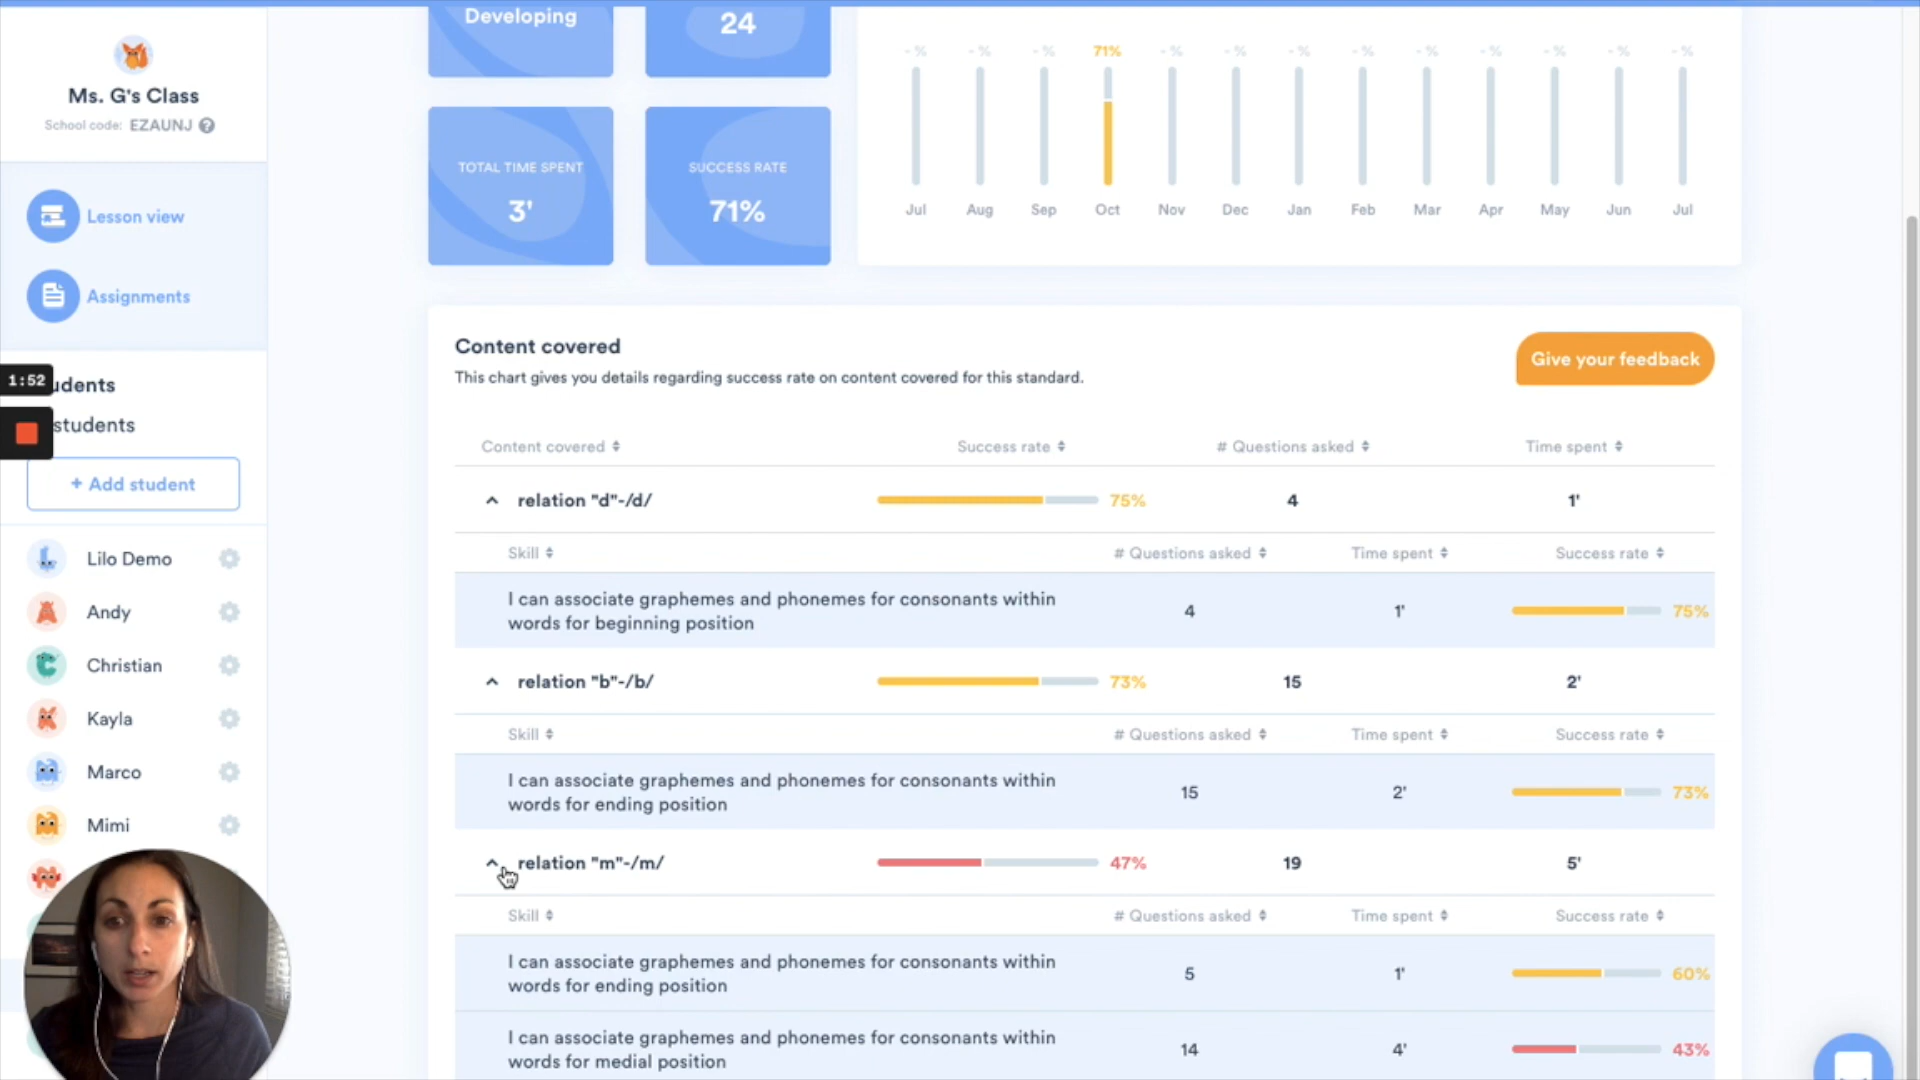 Ms. G's Class
School code: EZAUNJ
Lesson view
Assignments
1:52
udents
students
+ Add student
Lilo Demo
Andy
Christian
Kayla
Marco
Mimi
Developing
24
TOTAL TIME SPENT
3'
SUCCESS RATE
71%
- % - % - % 71% - % - % - % - % - % - % - % - % - %
Jul Aug Sep Oct Nov Dec Jan Feb Mar Apr May Jun Jul
Content covered
This chart gives you details regarding success rate on content covered for this standard.
Give your feedback
Content covered Success rate # Questions asked Time spent
relation "d"-/d/ 75% 4 1'
Skill # Questions asked Time spent Success rate
I can associate graphemes and phonemes for consonants within
words for beginning position
4 1' 75%
relation "b"-/b/ 73% 15 2'
Skill # Questions asked Time spent Success rate
I can associate graphemes and phonemes for consonants within
words for ending position
15 2' 73%
relation "m"-/m/ 47% 19 5'
Skill # Questions asked Time spent Success rate
I can associate graphemes and phonemes for consonants within
words for ending position
5 1' 60%
I can associate graphemes and phonemes for consonants within
words for medial position
14 4' 43%